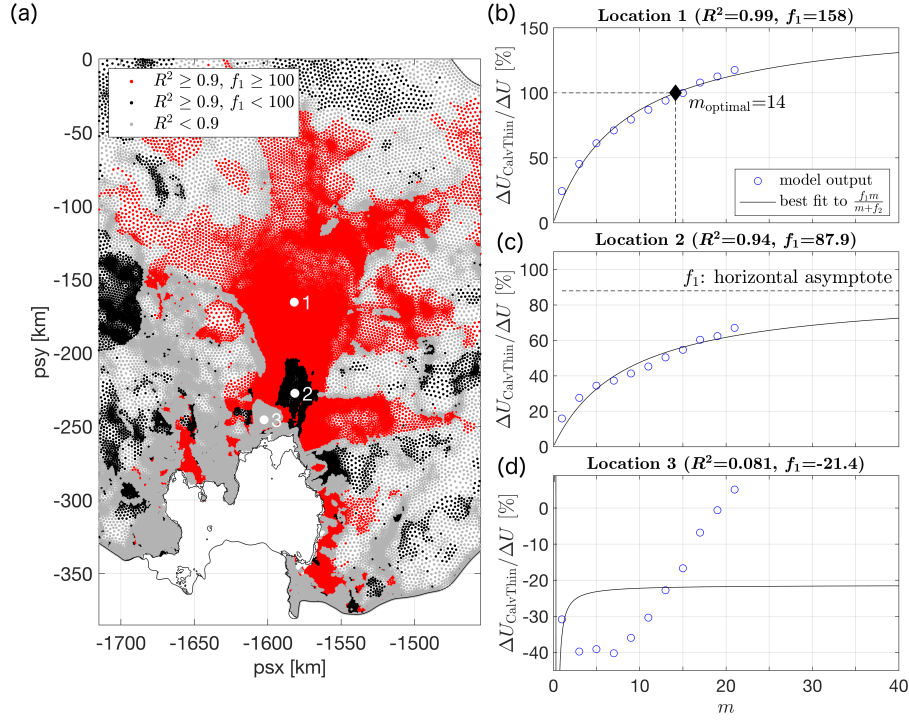 (a)
0
-50
-100
-150
-200
-250
-300
-350
psy [km]
-1700
-1650
-1600
-1550
-1500
psx [km]
R² ≥ 0.9, f₁ ≥ 100
R² ≥ 0.9, f₁ < 100
R² < 0.9
1
2
3
(b)
Location 1 (R²=0.99, f₁=158)
150
100
50
0
ΔU_CalvThin/ΔU [%]
m_optimal=14
model output
best fit to f₁m/(m+f₂)
(c)
Location 2 (R²=0.94, f₁=87.9)
100
80
60
40
20
0
ΔU_CalvThin/ΔU [%]
f₁: horizontal asymptote
(d)
Location 3 (R²=0.081, f₁=-21.4)
0
-10
-20
-30
-40
ΔU_CalvThin/ΔU [%]
0
10
20
30
40
m